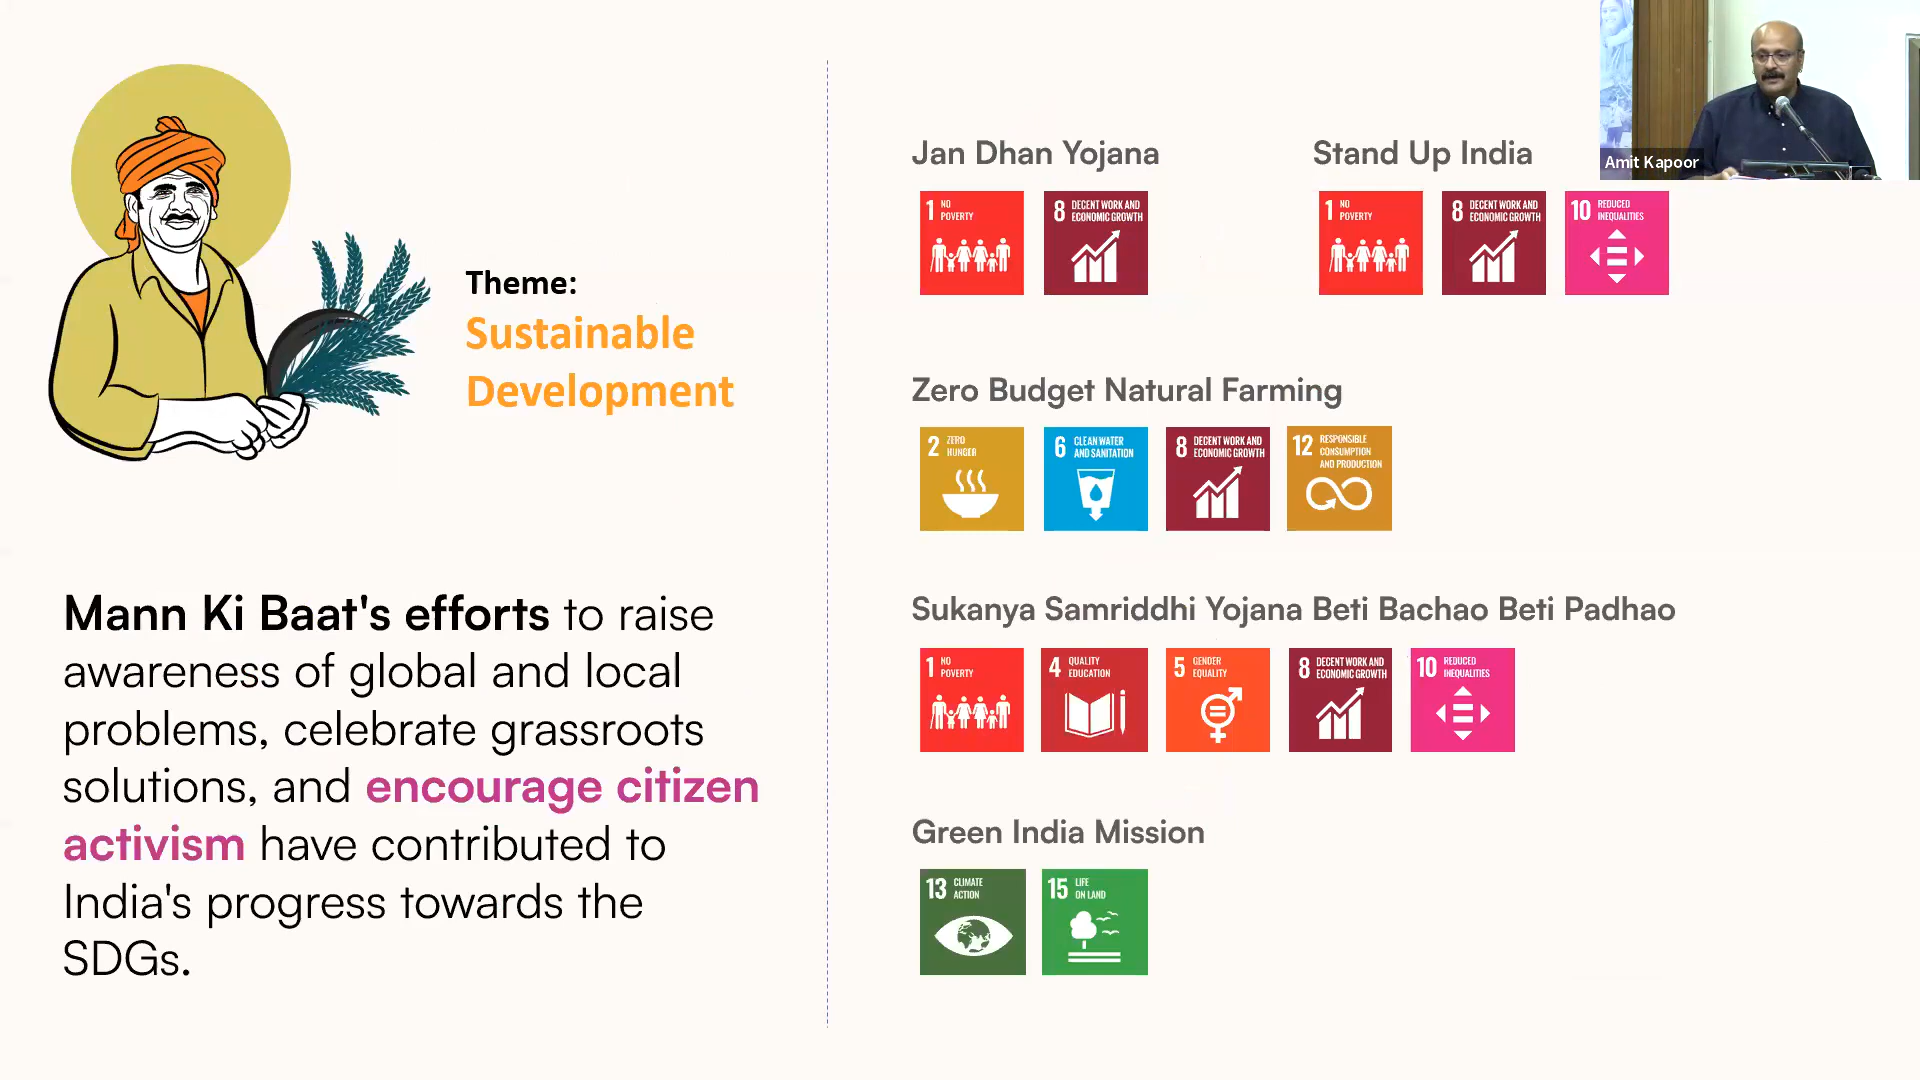 Theme:
Sustainable
Development
Mann Ki Baat's efforts to raise
awareness of global and local
problems, celebrate grassroots
solutions, and encourage citizen
activism have contributed to
India's progress towards the
SDGs.
Jan Dhan Yojana
1 NO
POVERTY
8 DECENT WORK AND
ECONOMIC GROWTH
Stand Up India
1 NO
POVERTY
8 DECENT WORK AND
ECONOMIC GROWTH
10 REDUCED
INEQUALITIES
Amit Kapoor
Zero Budget Natural Farming
2 ZERO
HUNGER
6 CLEAN WATER
AND SANITATION
8 DECENT WORK AND
ECONOMIC GROWTH
12 RESPONSIBLE
CONSUMPTION
AND PRODUCTION
Sukanya Samriddhi Yojana Beti Bachao Beti Padhao
1 NO
POVERTY
4 QUALITY
EDUCATION
5 GENDER
EQUALITY
8 DECENT WORK AND
ECONOMIC GROWTH
10 REDUCED
INEQUALITIES
Green India Mission
13 CLIMATE
ACTION
15 LIFE
ON LAND